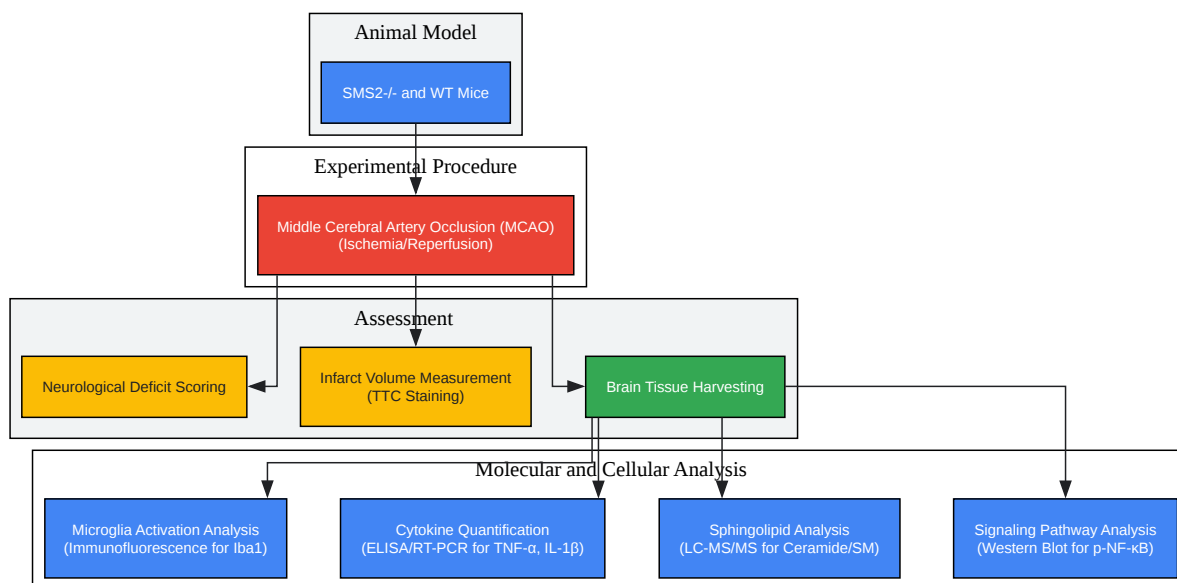 Animal Model
SMS2-/- and WT Mice
Experimental Procedure
Middle Cerebral Artery Occlusion (MCAO)
(Ischemia/Reperfusion)
Assessment
Neurological Deficit Scoring
Infarct Volume Measurement
(TTC Staining)
Brain Tissue Harvesting
Molecular and Cellular Analysis
Microglia Activation Analysis
(Immunofluorescence for Iba1)
Cytokine Quantification
(ELISA/RT-PCR for TNF-α, IL-1β)
Sphingolipid Analysis
(LC-MS/MS for Ceramide/SM)
Signaling Pathway Analysis
(Western Blot for p-NF-κB)